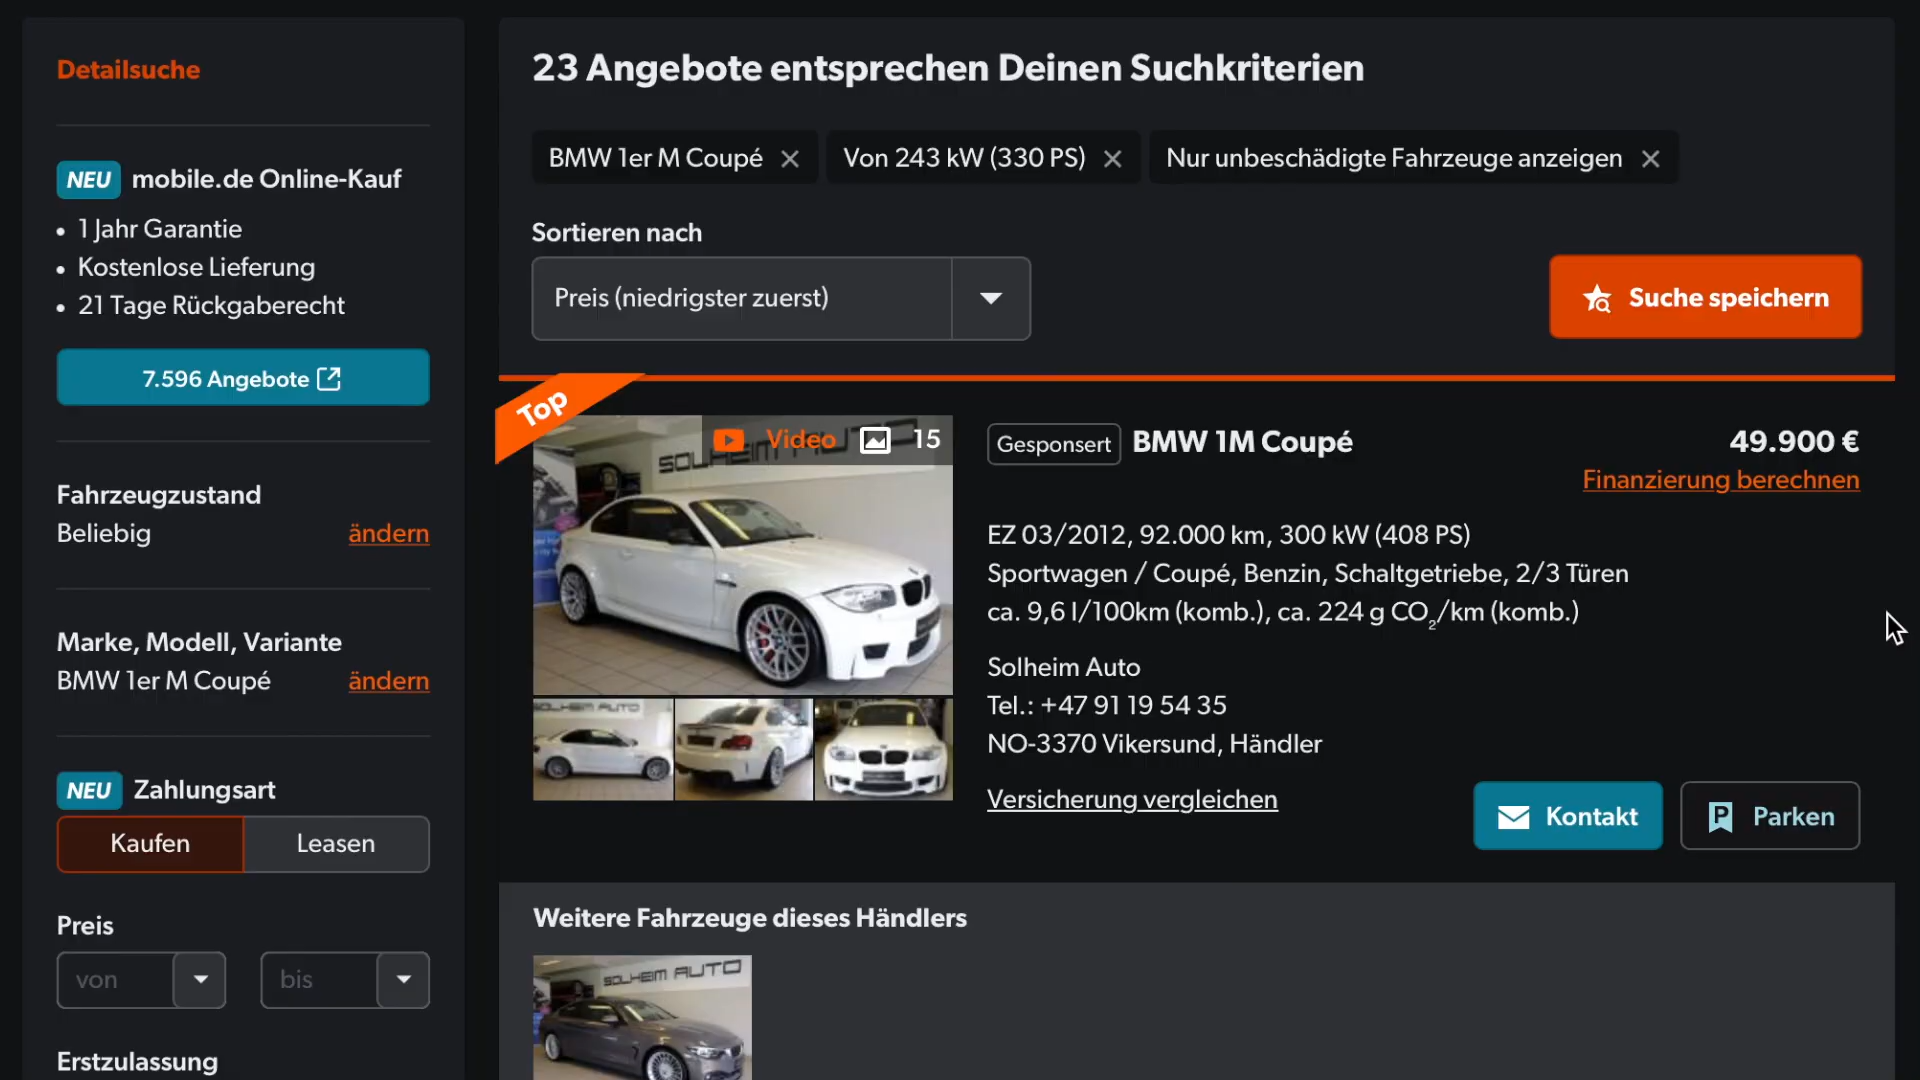 Detailsuche
NEU mobile.de Online-Kauf
• 1 Jahr Garantie
• Kostenlose Lieferung
• 21 Tage Rückgaberecht
7.596 Angebote
Fahrzeugzustand
Beliebig ändern
Marke, Modell, Variante
BMW 1er M Coupé ändern
NEU Zahlungsart
Kaufen Leasen
Preis
von bis
Erstzulassung
23 Angebote entsprechen Deinen Suchkriterien
BMW 1er M Coupé × Von 243 kW (330 PS) × Nur unbeschädigte Fahrzeuge anzeigen ×
Sortieren nach
Preis (niedrigster zuerst)
Suche speichern
Top
Video 15
SOLHEIM AUTO
SOLHEIM AUTO
Gesponsert BMW 1M Coupé 49.900 €
Finanzierung berechnen
EZ 03/2012, 92.000 km, 300 kW (408 PS)
Sportwagen / Coupé, Benzin, Schaltgetriebe, 2/3 Türen
ca. 9,6 l/100km (komb.), ca. 224 g CO₂/km (komb.)
Solheim Auto
Tel.: +47 91 19 54 35
NO-3370 Vikersund, Händler
Versicherung vergleichen
Kontakt
P Parken
Weitere Fahrzeuge dieses Händlers
SOLHEIM AUTO